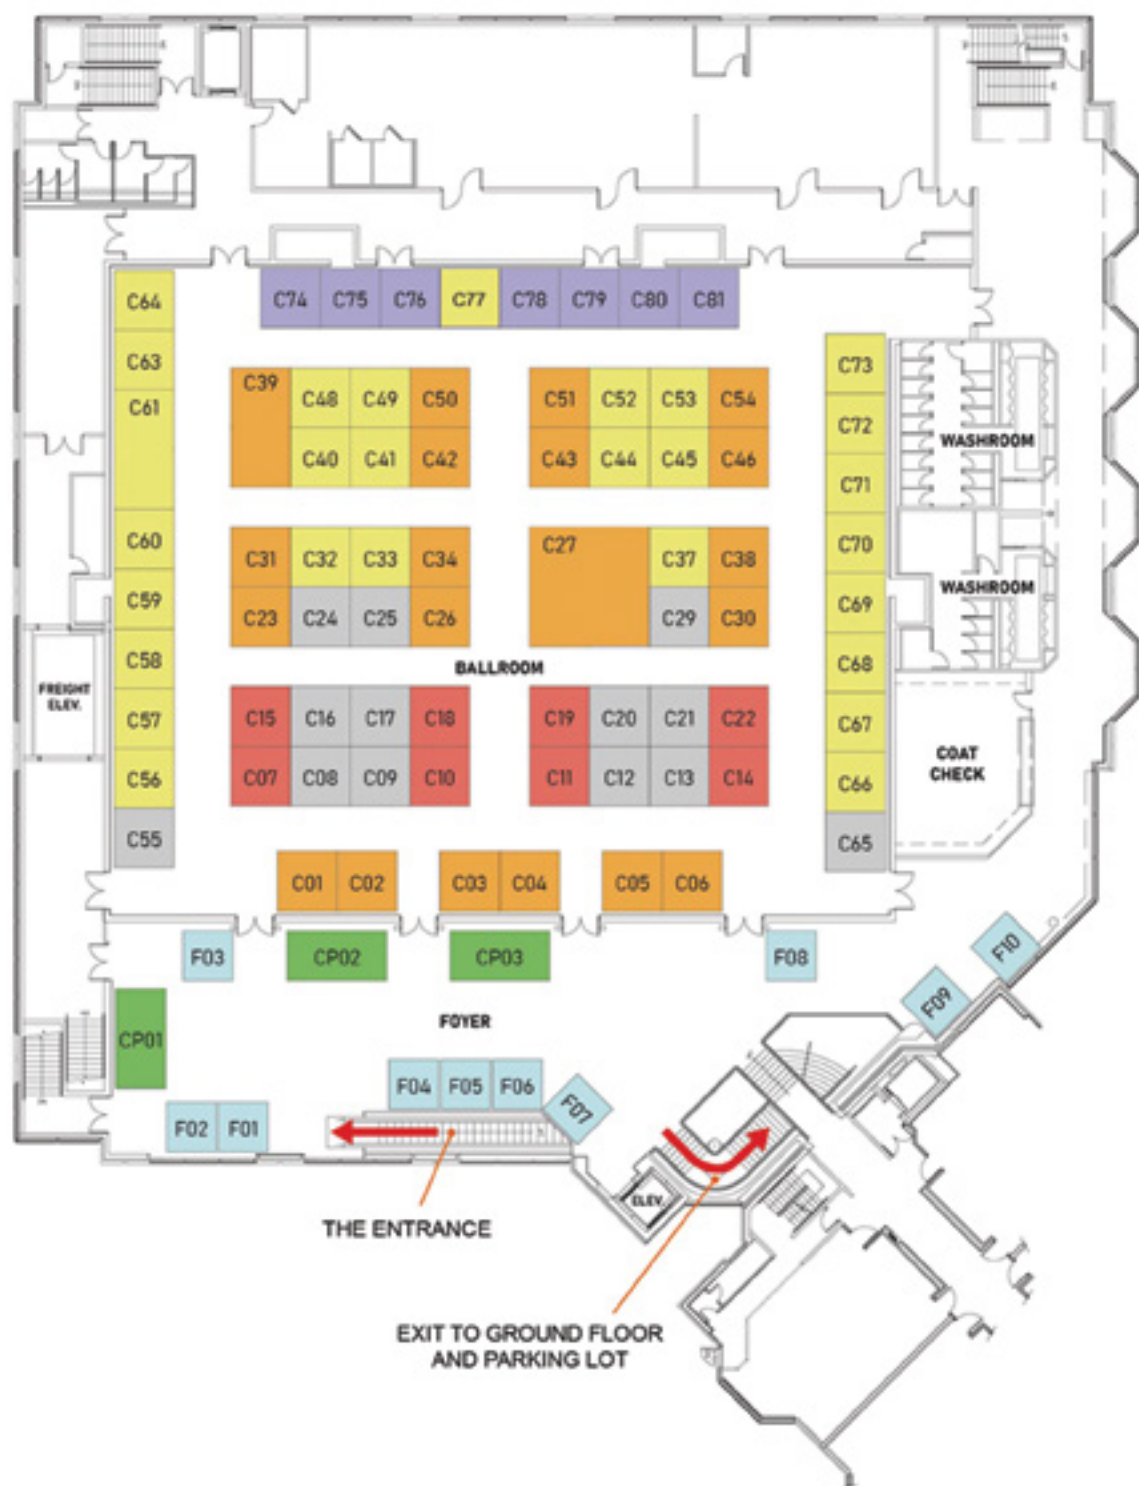 C64
C74 C75 C76 C77 C78 C79 C80 C81
C63
C73
C61
C39 C48 C49 C50 C51 C52 C53 C54
C72
WASHROOM
C40 C41 C42 C43 C44 C45 C46
C71
C60
C31 C32 C33 C34 C27 C37 C38
C70
C59
C69
WASHROOM
C23 C24 C25 C26 C29 C30
C58
BALLROOM
C68
FREIGHT
ELEV.
C57
C15 C16 C17 C18 C19 C20 C21 C22
C67
COAT
CHECK
C56
C07 C08 C09 C10 C11 C12 C13 C14
C66
C55
C65
C01 C02 C03 C04 C05 C06
F03 CP02 CP03 F08 F10
F09
FOYER
CP01
F04 F05 F06
F07
F02 F01
ELEV.
THE ENTRANCE
EXIT TO GROUND FLOOR
AND PARKING LOT